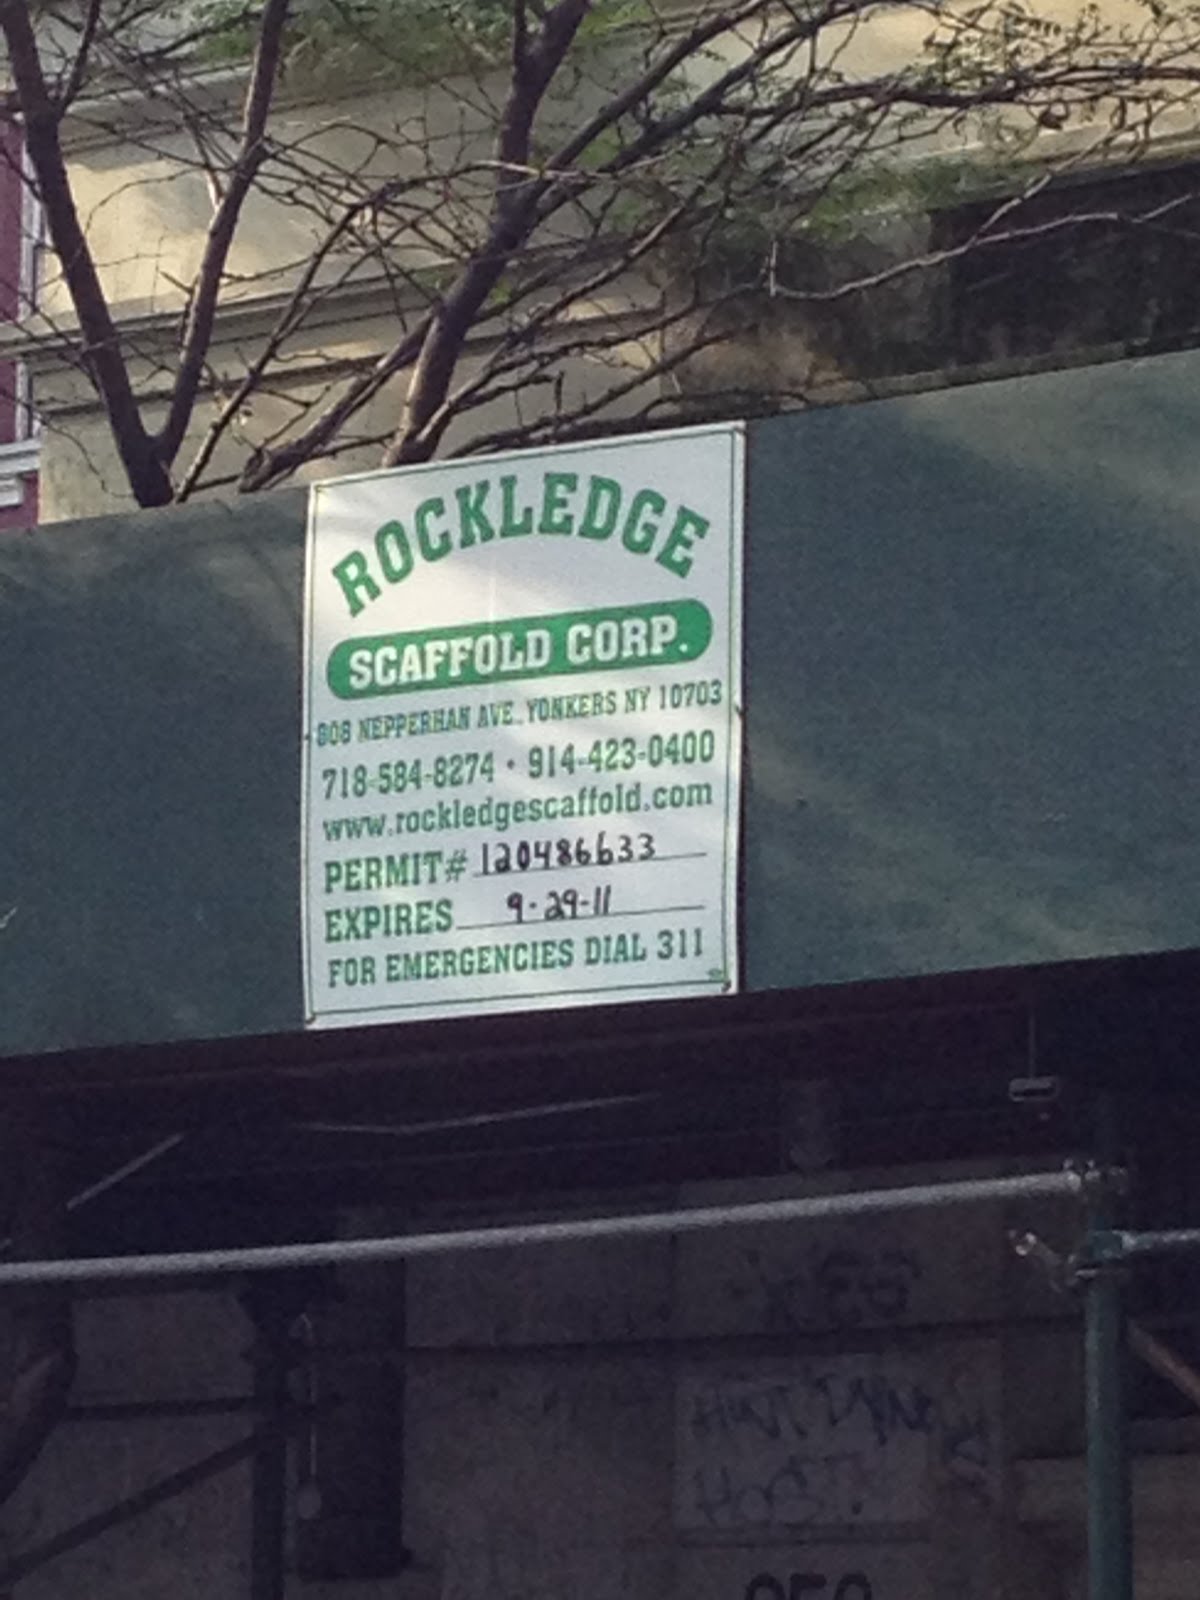 ROCKLEDGE
SCAFFOLD CORP.
808 NEPPERHAN AVE. YONKERS NY 10703
718-584-8274 • 914-423-0400
www.rockledgescaffold.com
PERMIT# 120486633
EXPIRES 9-29-11
FOR EMERGENCIES DIAL 311